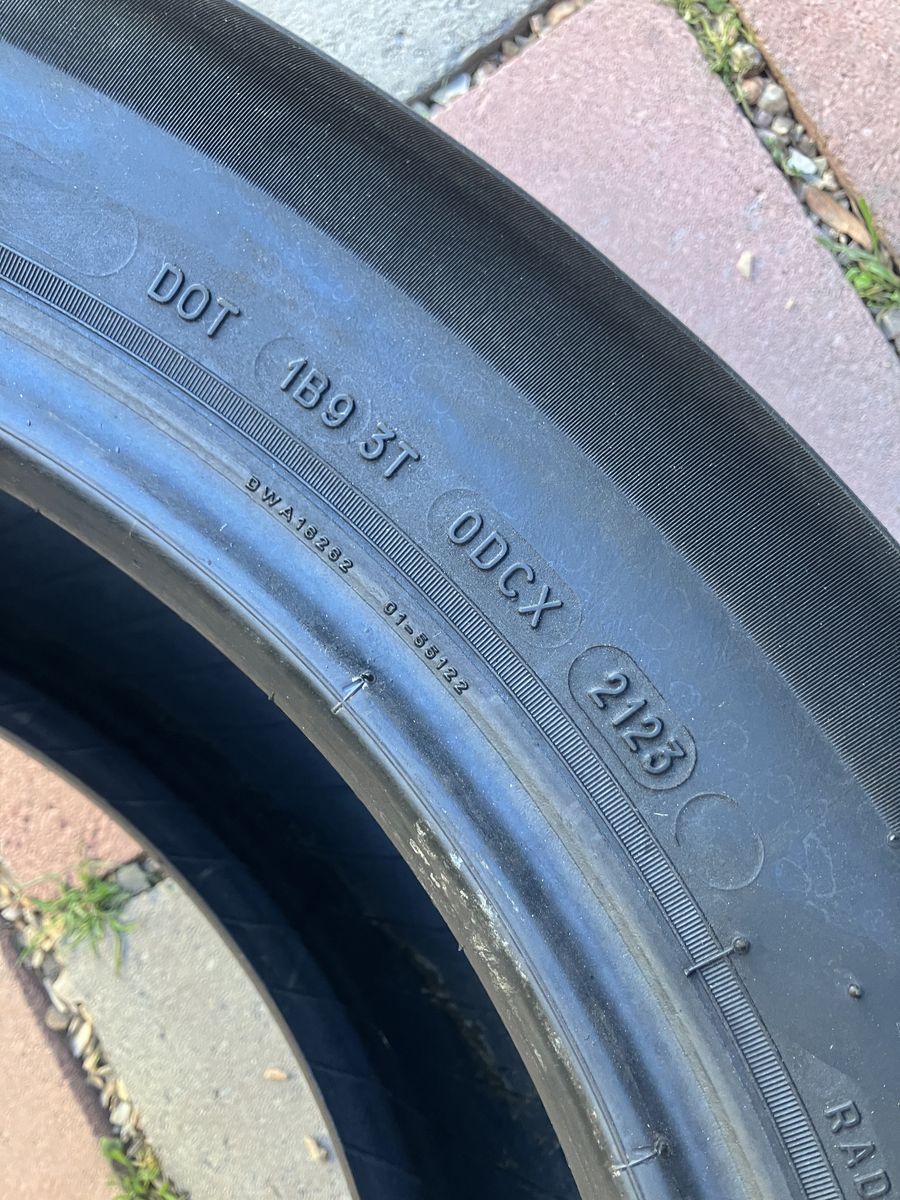 DOT 1B9 3T 0DCX 2123
DWA16262 01-55122
RAD